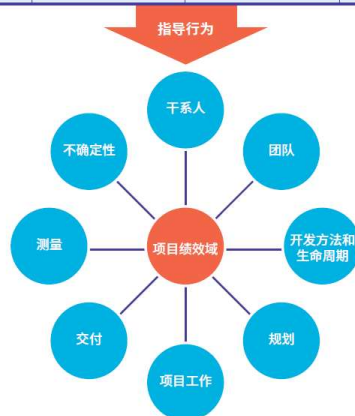 指导行为
干系人
不确定性
团队
测量
项目绩效域
开发方法和
生命周期
交付
规划
项目工作